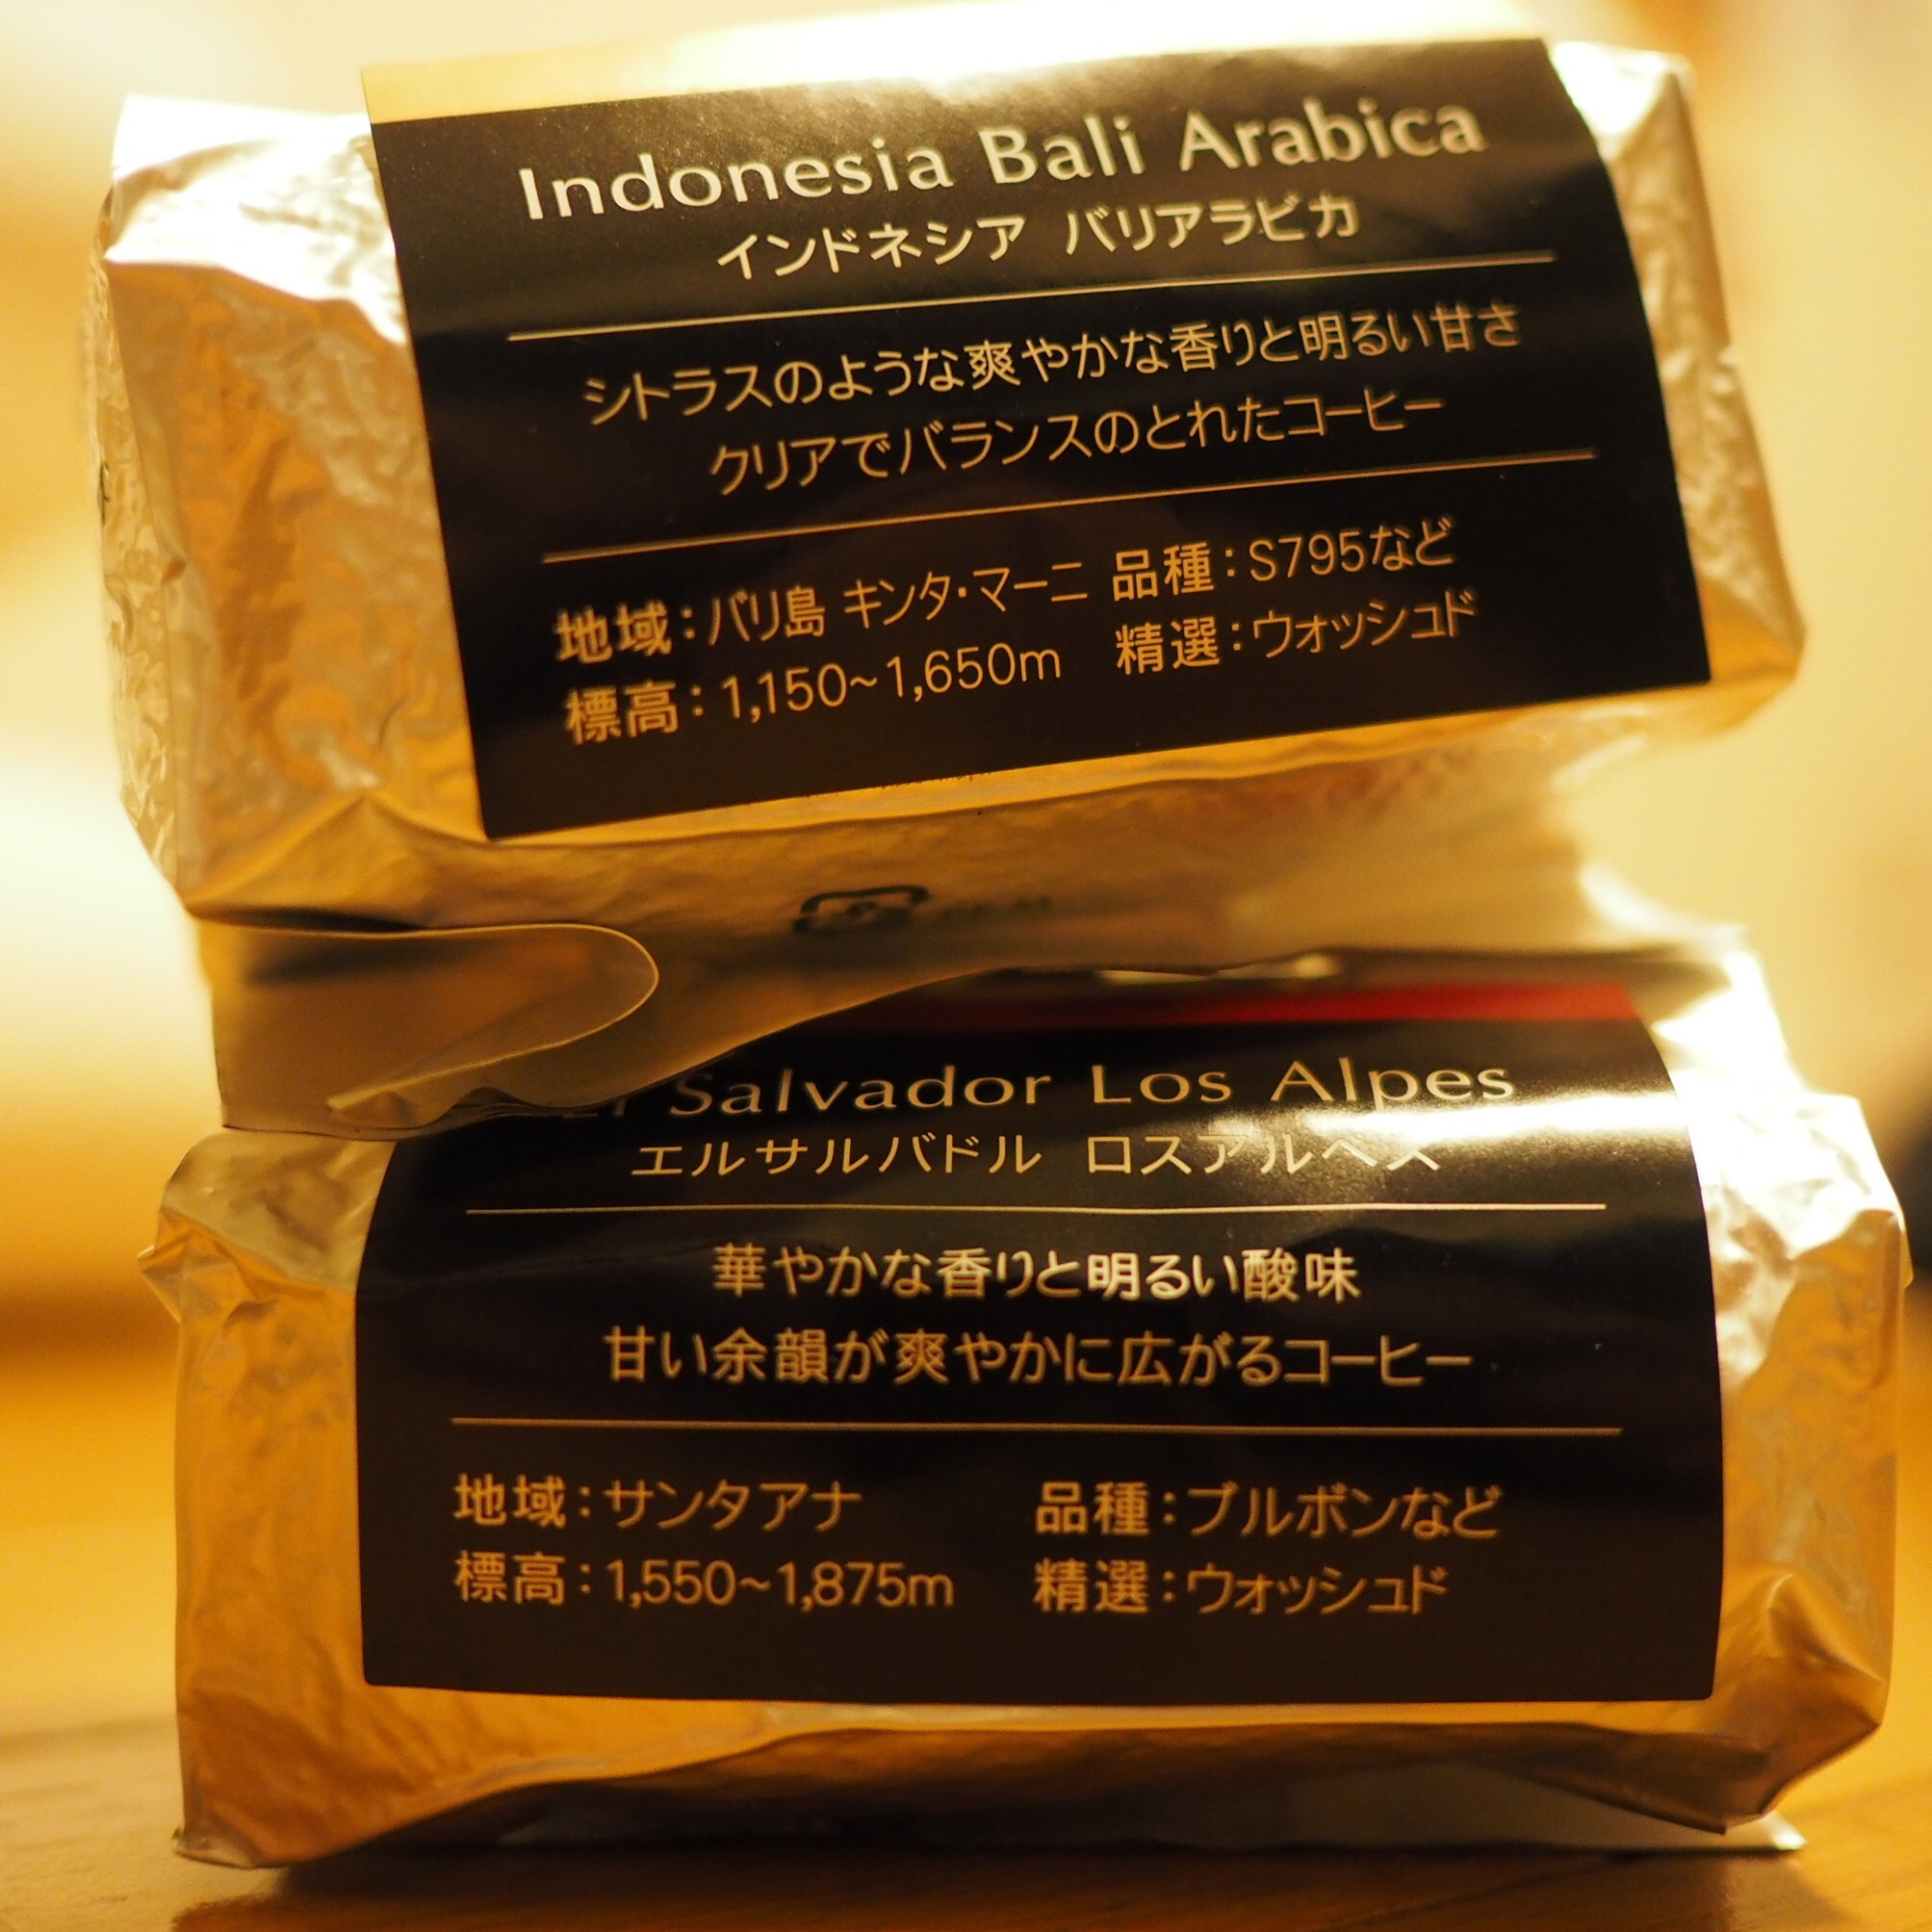 Indonesia Bali Arabica
インドネシア バリアラビカ
シトラスのような爽やかな香りと明るい甘さ
クリアでバランスのとれたコーヒー
地域：バリ島 キンタ・マーニ 品種：S795など
標高：1,150~1,650m 精選：ウォッシュド
El Salvador Los Alpes
エルサルバドル ロスアルペス
華やかな香りと明るい酸味
甘い余韻が爽やかに広がるコーヒー
地域：サンタアナ 品種：ブルボンなど
標高：1,550~1,875m 精選：ウォッシュド